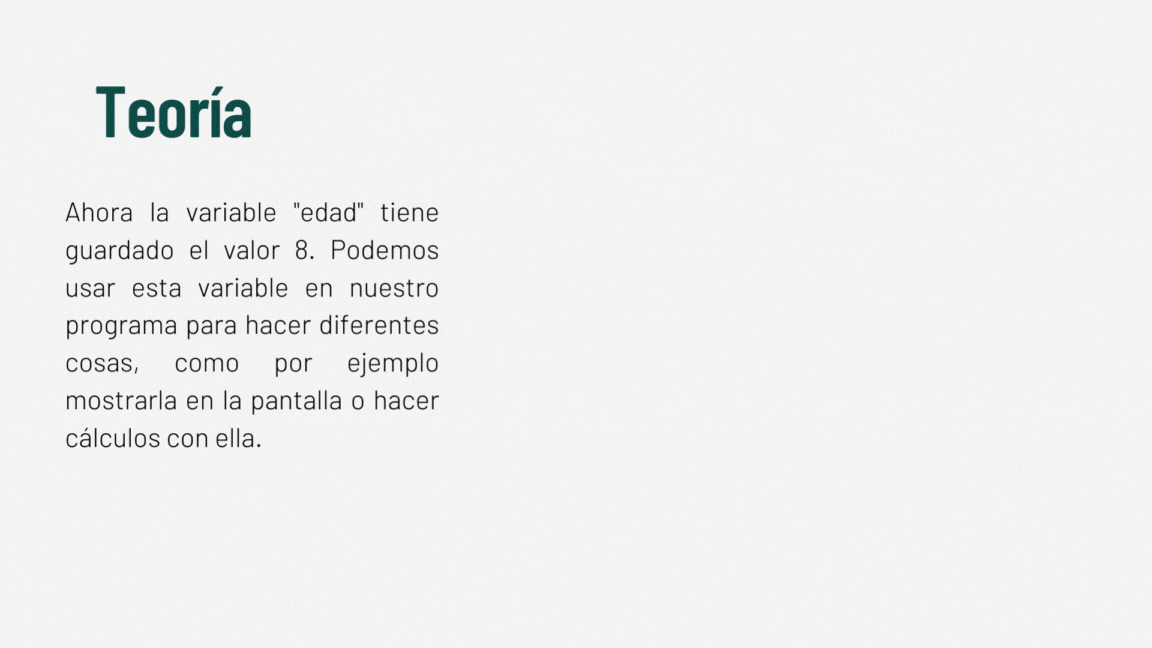 Teoría
Ahora la variable "edad" tiene
guardado el valor 8. Podemos
usar esta variable en nuestro
programa para hacer diferentes
cosas, como por ejemplo
mostrarla en la pantalla o hacer
cálculos con ella.